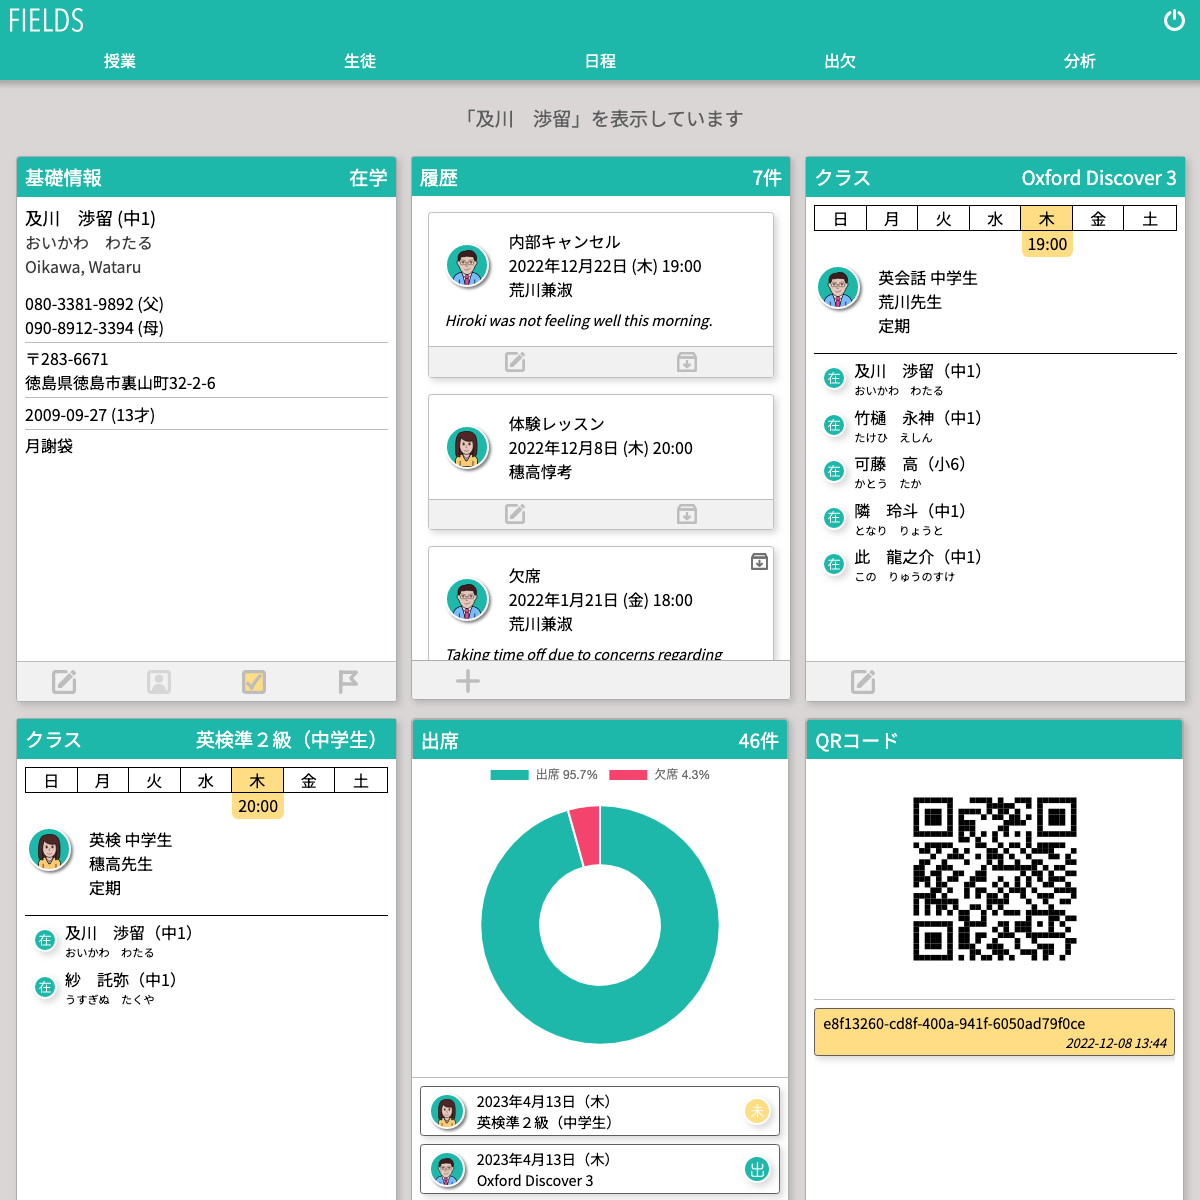 FIELDS
授業 生徒 日程 出欠 分析
「及川　渉留」を表示しています
基礎情報 在学
及川　渉留 (中1)
おいかわ　わたる
Oikawa, Wataru
080-3381-9892 (父)
090-8912-3394 (母)
〒283-6671
徳島県徳島市裏山町32-2-6
2009-09-27 (13才)
月謝袋
履歴 7件
内部キャンセル
2022年12月22日 (木) 19:00
荒川兼淑
Hiroki was not feeling well this morning.
体験レッスン
2022年12月8日 (木) 20:00
穂高惇考
欠席
2022年1月21日 (金) 18:00
荒川兼淑
Taking time off due to concerns regarding
クラス Oxford Discover 3
日 月 火 水 木 金 土
19:00
英会話 中学生
荒川先生
定期
在 及川　渉留（中1）
おいかわ　わたる
在 竹樋　永神（中1）
たけひ　えしん
在 可藤　高（小6）
かとう　たか
在 隣　玲斗（中1）
となり　りょうと
在 此　龍之介（中1）
この　りゅうのすけ
クラス 英検準２級（中学生）
日 月 火 水 木 金 土
20:00
英検 中学生
穂高先生
定期
在 及川　渉留（中1）
おいかわ　わたる
在 紗　託弥（中1）
うすぎぬ　たくや
出席 46件
出席 95.7% 欠席 4.3%
2023年4月13日（木）
英検準２級（中学生）
未
2023年4月13日（木）
Oxford Discover 3
出
QRコード
e8f13260-cd8f-400a-941f-6050ad79f0ce
2022-12-08 13:44